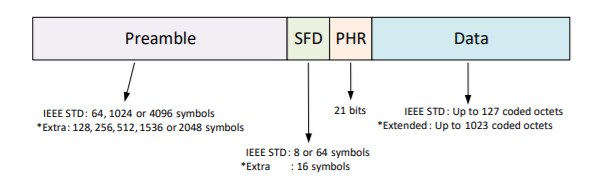 Preamble SFD PHR Data
IEEE STD: 64, 1024 or 4096 symbols
*Extra: 128, 256, 512, 1536 or 2048 symbols
21 bits
IEEE STD: Up to 127 coded octets
*Extended: Up to 1023 coded octets
IEEE STD: 8 or 64 symbols
*Extra : 16 symbols